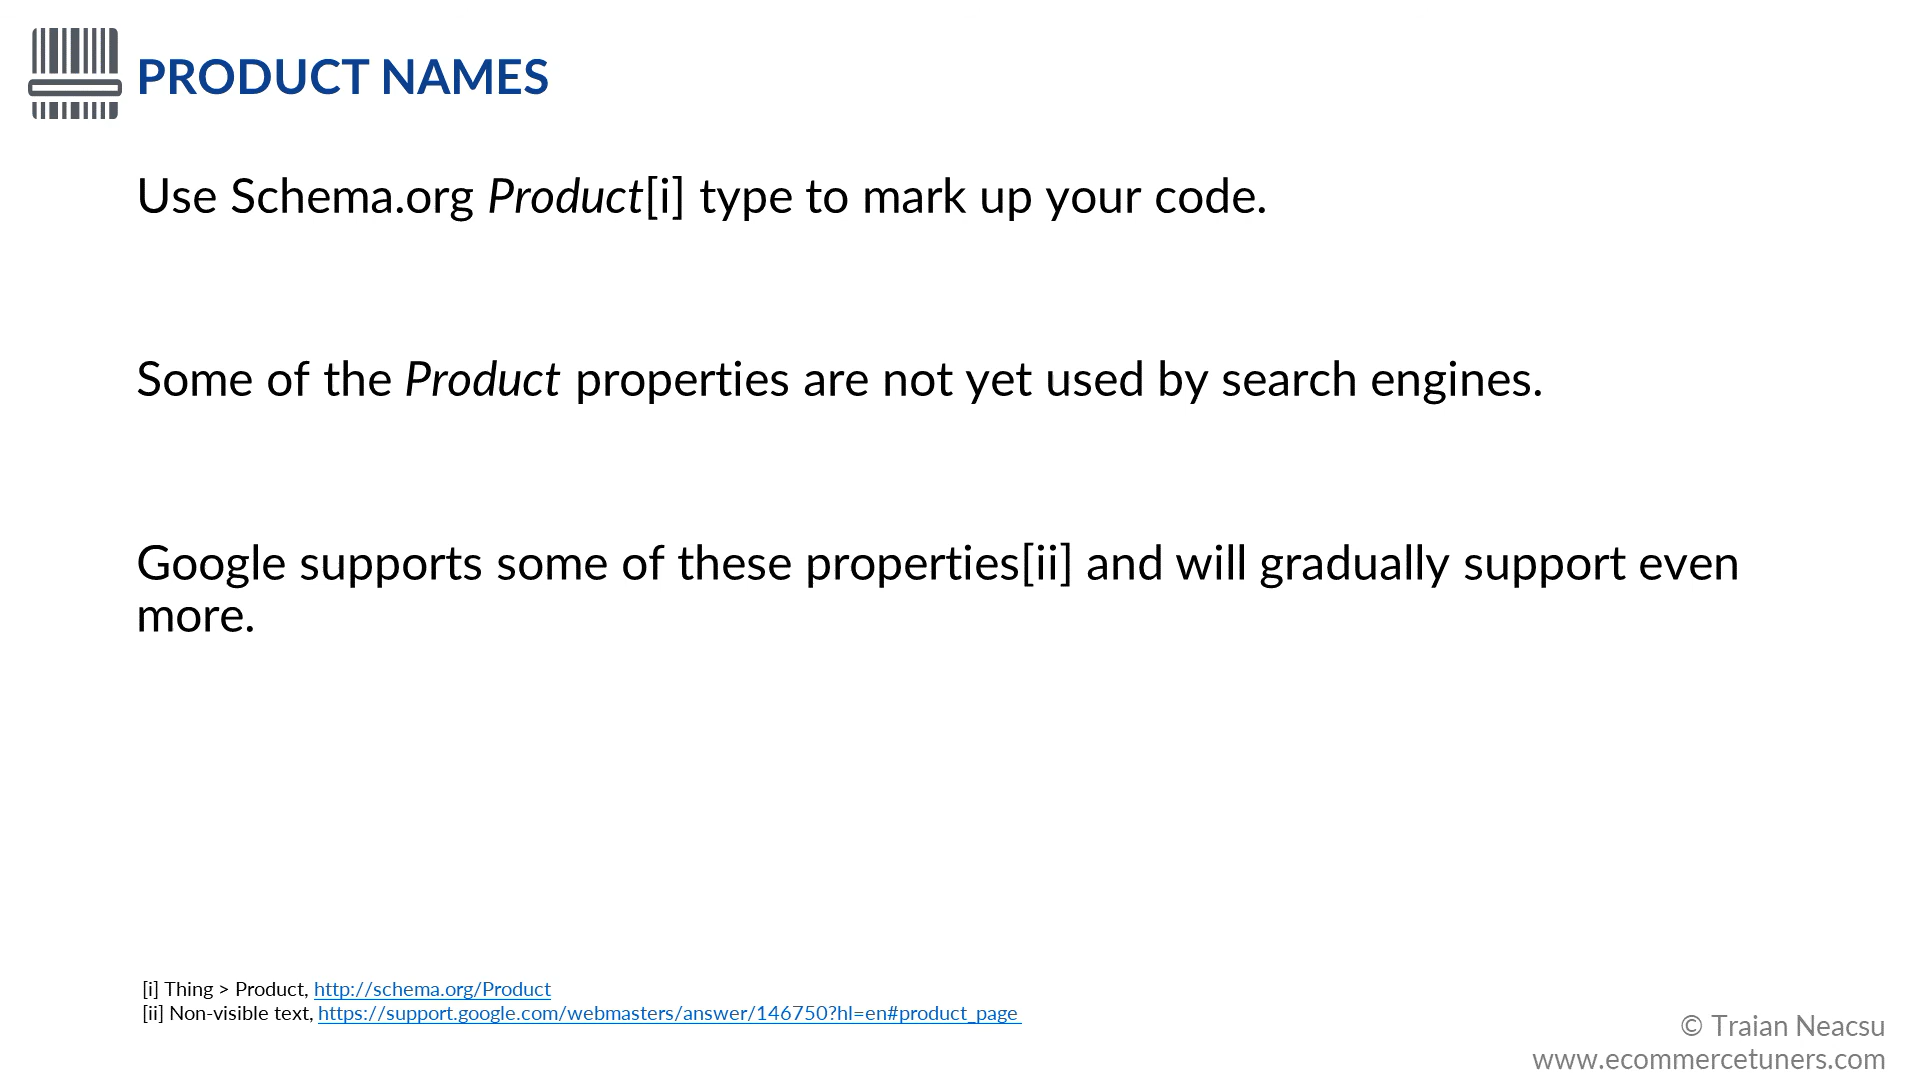 PRODUCT NAMES
Use Schema.org Product[i] type to mark up your code.
Some of the Product properties are not yet used by search engines.
Google supports some of these properties[ii] and will gradually support even
more.
[i] Thing > Product, http://schema.org/Product
[ii] Non-visible text, https://support.google.com/webmasters/answer/146750?hl=en#product_page
© Traian Neacsu
www.ecommercetuners.com